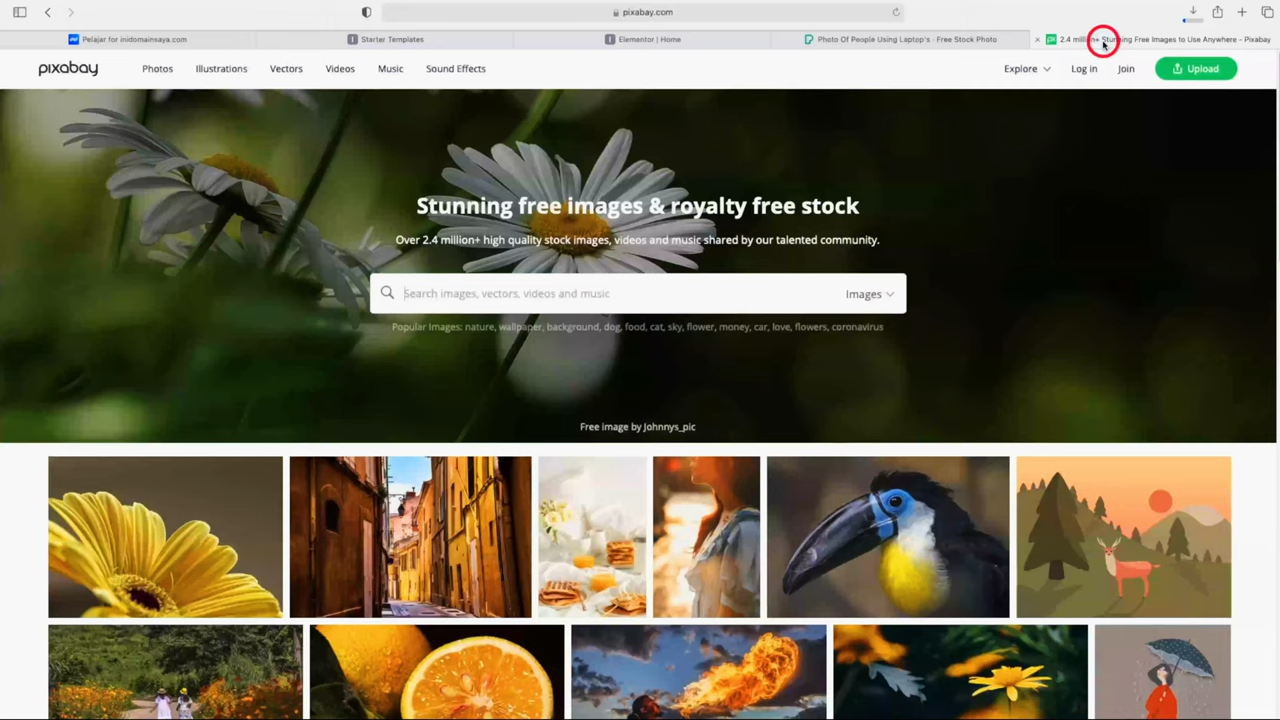 pixabay.com
Pelajar for inidomainsaya.com
Starter Templates
Elementor | Home
Photo Of People Using Laptop's · Free Stock Photo
2.4 million+ Stunning Free Images to Use Anywhere - Pixabay
pixabay
Photos
Illustrations
Vectors
Videos
Music
Sound Effects
Explore
Log in
Join
Upload
Stunning free images & royalty free stock
Over 2.4 million+ high quality stock images, videos and music shared by our talented community.
Search images, vectors, videos and music
Images
Popular Images: nature, wallpaper, background, dog, food, cat, sky, flower, money, car, love, flowers, coronavirus
Free image by Johnnys_pic